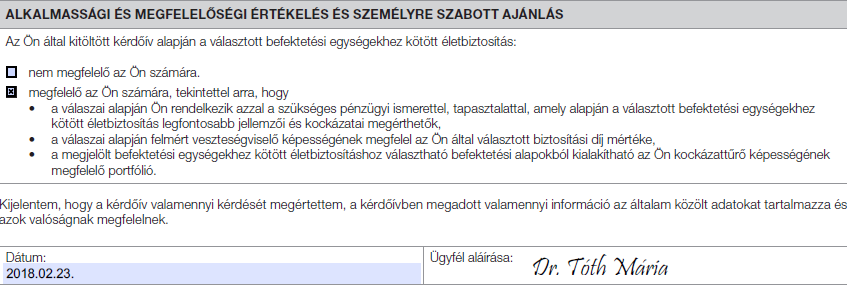 ALKALMASSÁGI ÉS MEGFELELŐSÉGI ÉRTÉKELÉS ÉS SZEMÉLYRE SZABOTT AJÁNLÁS
Az Ön által kitöltött kérdőív alapján a választott befektetési egységekhez kötött életbiztosítás:
nem megfelelő az Ön számára.
megfelelő az Ön számára, tekintettel arra, hogy
• a válaszai alapján Ön rendelkezik azzal a szükséges pénzügyi ismerettel, tapasztalattal, amely alapján a választott befektetési egységekhez
kötött életbiztosítás legfontosabb jellemzői és kockázatai megérthetők,
• a válaszai alapján felmért veszteségviselő képességének megfelel az Ön által választott biztosítási díj mértéke,
• a megjelölt befektetési egységekhez kötött életbiztosításhoz választható befektetési alapokból kialakítható az Ön kockázattűrő képességének
megfelelő portfólió.
Kijelentem, hogy a kérdőív valamennyi kérdését megértettem, a kérdőívben megadott valamennyi információ az általam közölt adatokat tartalmazza és
azok valóságnak megfelelnek.
Dátum:
2018.02.23.
Ügyfél aláírása: Dr. Tóth Mária